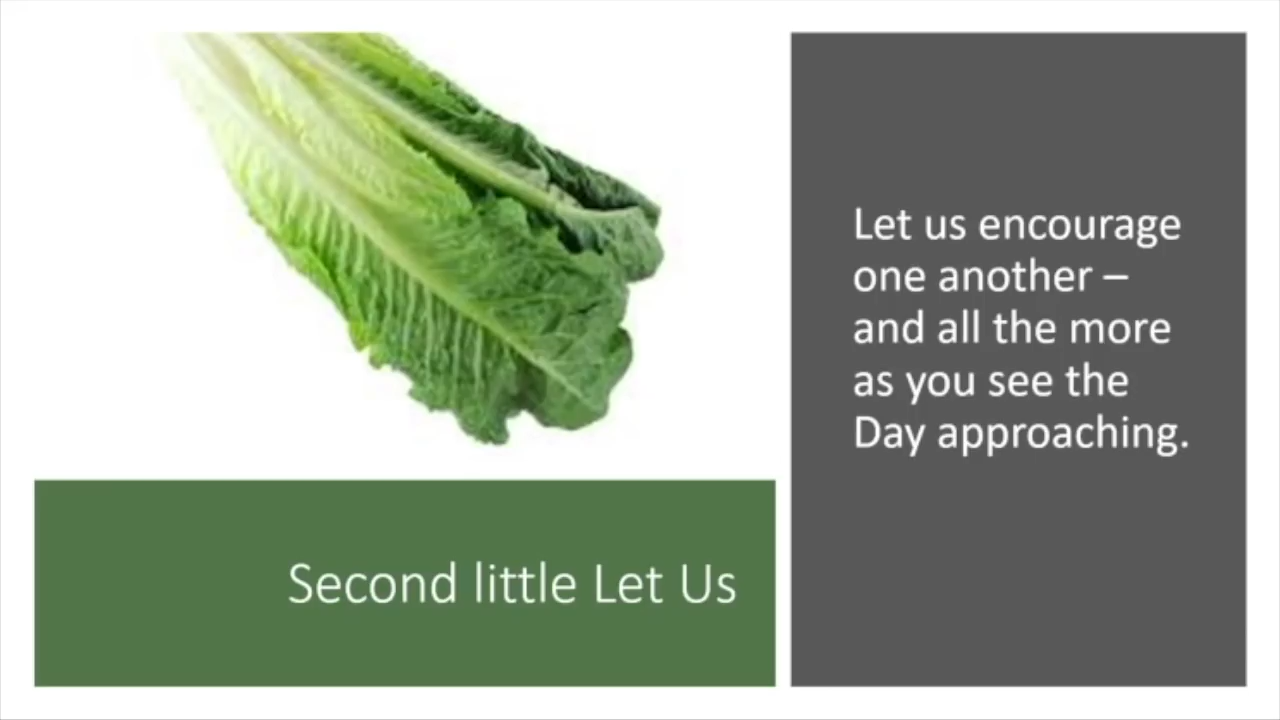 Let us encourage
one another –
and all the more
as you see the
Day approaching.
Second little Let Us